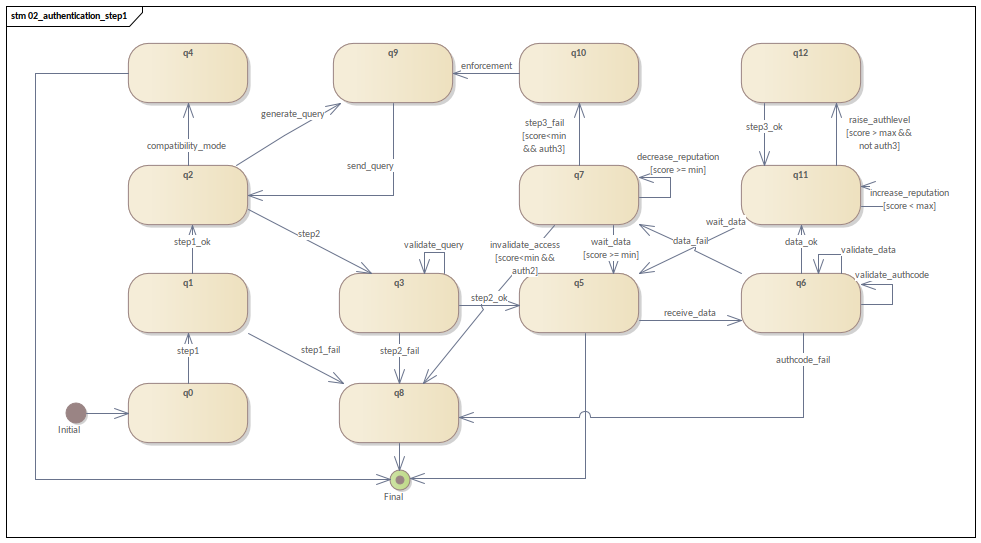 stm 02_authentication_step1
q4
q9
q10
q12
enforcement
generate_query
compatibility_mode
step3_fail
[score<min
&& auth3]
step3_ok
raise_authlevel
[score > max &&
not auth3]
send_query
decrease_reputation
[score >= min]
q2
q7
q11
increase_reputation
[score < max]
wait_data
step1_ok
step2
validate_query
invalidate_access
[score<min &&
auth2]
wait_data
[score >= min]
data_fail
data_ok
validate_data
q1
q3
q5
q6
validate_authcode
step2_ok
receive_data
step1
step1_fail
step2_fail
authcode_fail
q0
q8
Initial
Final